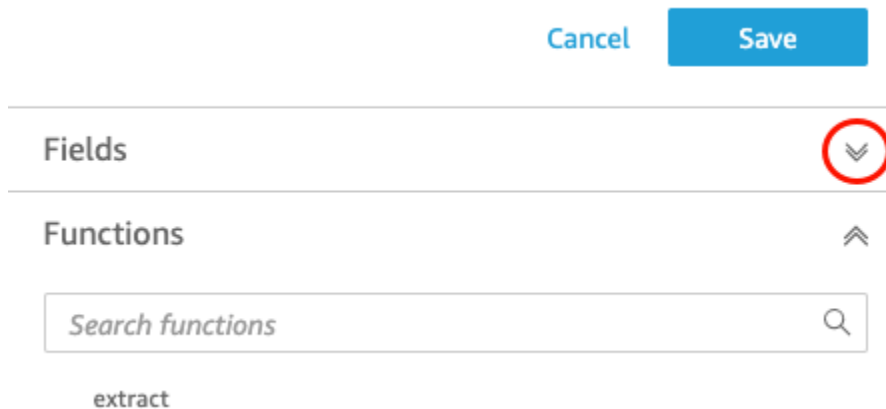 Cancel Save
Fields
Functions
Search functions
extract